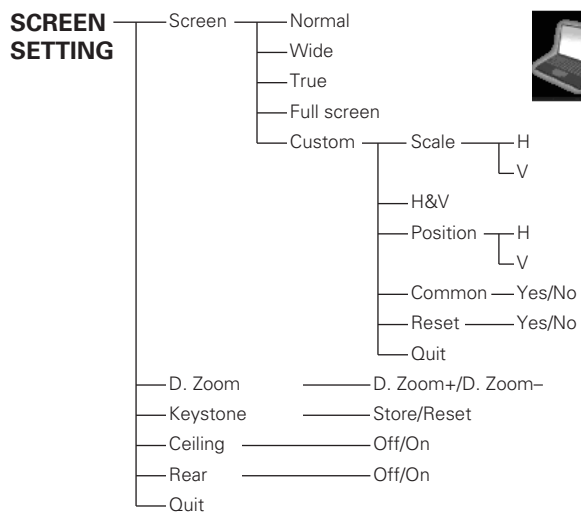 SCREEN SETTING
Screen
Normal
Wide
True
Full screen
Custom
Scale
H
V
H&V
Position
H
V
Common
Yes/No
Reset
Yes/No
Quit
D. Zoom
D. Zoom+/D. Zoom–
Keystone
Store/Reset
Ceiling
Off/On
Rear
Off/On
Quit